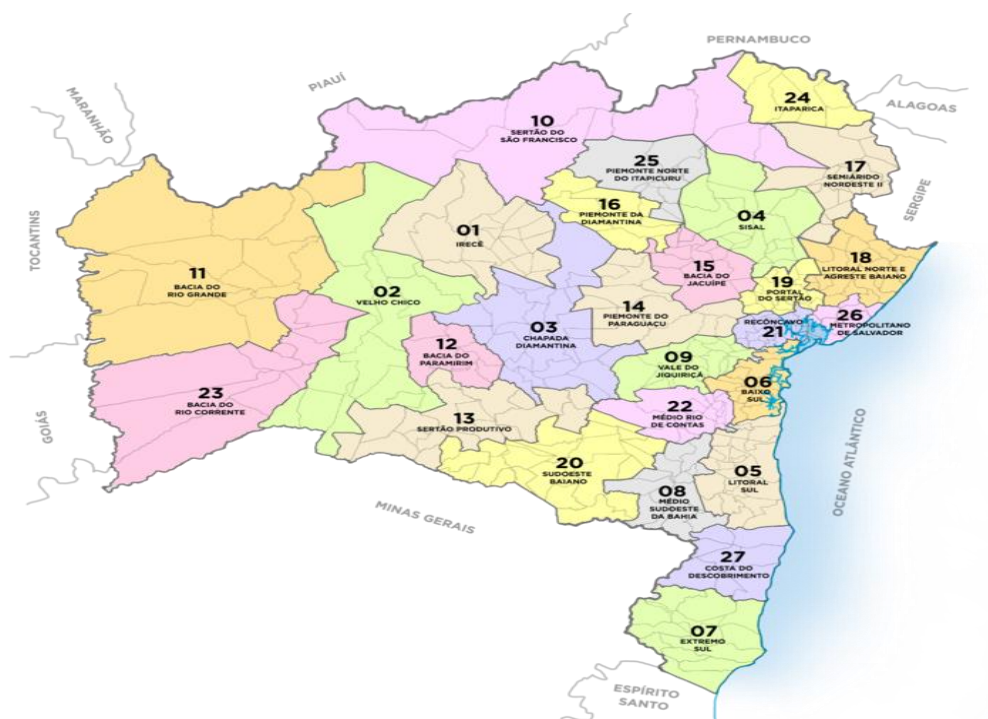 PERNAMBUCO
PIAUÍ
MARANHÃO
ALAGOAS
24
ITAPARICA
10
SERTÃO DO
SÃO FRANCISCO
25
PIEMONTE NORTE
DO ITAPICURU
17
SEMIÁRIDO
NORDESTE II
SERGIPE
16
PIEMONTE DA
DIAMANTINA
04
SISAL
TOCANTINS
01
IRECÊ
11
BACIA DO
RIO GRANDE
15
BACIA DO
JACUÍPE
18
LITORAL NORTE E
AGRESTE BAIANO
19
PORTAL
DO SERTÃO
02
VELHO CHICO
14
PIEMONTE DO
PARAGUAÇU
03
CHAPADA
DIAMANTINA
RECÔNCAVO
21
26
METROPOLITANO
DE SALVADOR
12
BACIA DO
PARAMIRIM
09
VALE DO
JIQUIRIÇÁ
06
BAIXO
SUL
23
BACIA DO
RIO CORRENTE
GOIÁS
13
SERTÃO PRODUTIVO
22
MÉDIO RIO
DE CONTAS
OCEANO ATLÂNTICO
20
SUDOESTE
BAIANO
05
LITORAL
SUL
08
MÉDIO
SUDOESTE
DA BAHIA
MINAS GERAIS
27
COSTA DO
DESCOBRIMENTO
07
EXTREMO
SUL
ESPÍRITO
SANTO